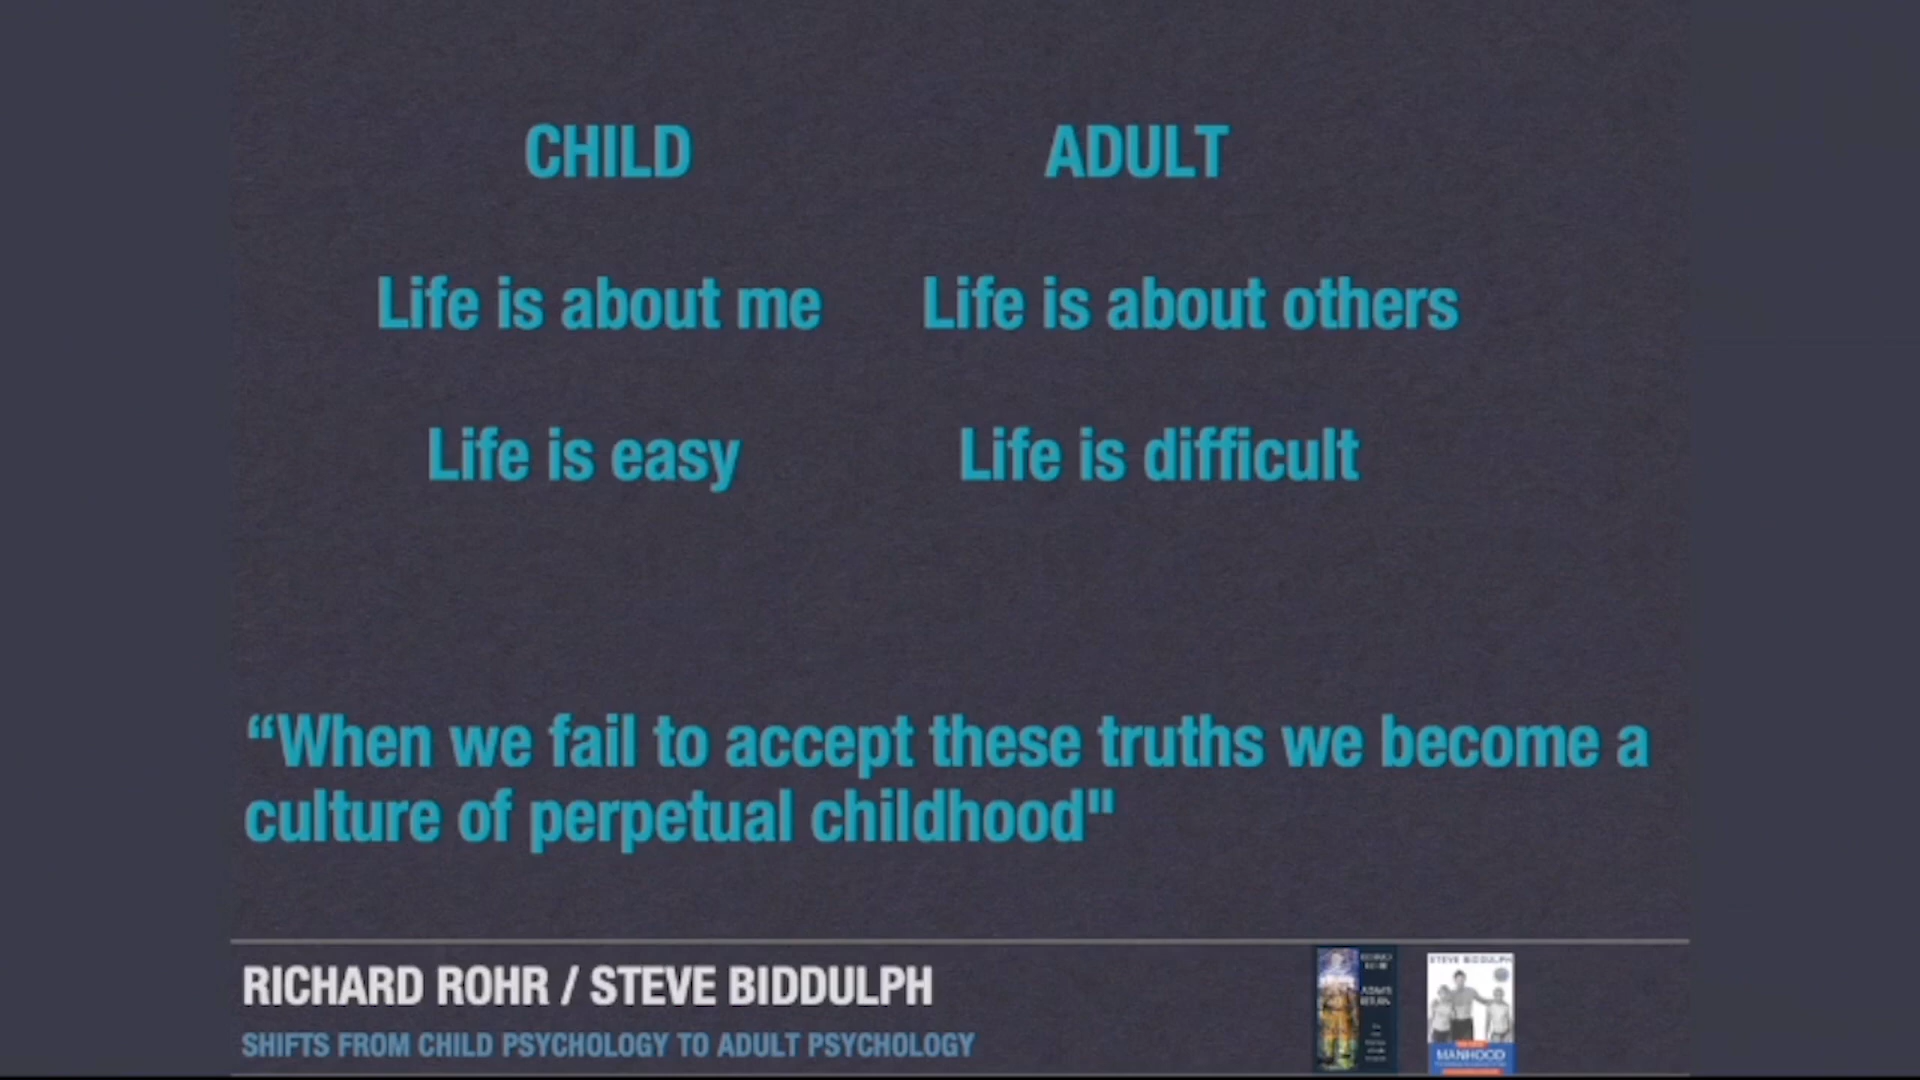 CHILD ADULT
Life is about me Life is about others
Life is easy Life is difficult
“When we fail to accept these truths we become a
culture of perpetual childhood"
RICHARD ROHR / STEVE BIDDULPH
SHIFTS FROM CHILD PSYCHOLOGY TO ADULT PSYCHOLOGY
STEVE BIDDULPH
MANHOOD